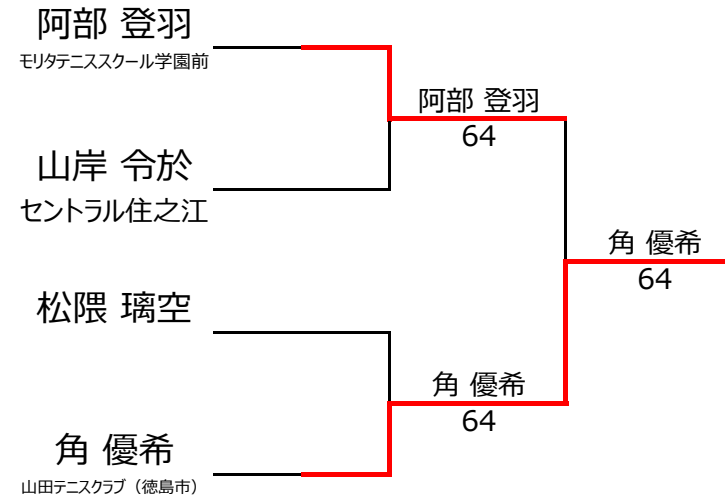 阿部 登羽
モリタテニススクール学園前
阿部 登羽
64
山岸 令於
セントラル住之江
角 優希
64
松隈 璃空
角 優希
64
角 優希
山田テニスクラブ（徳島市）